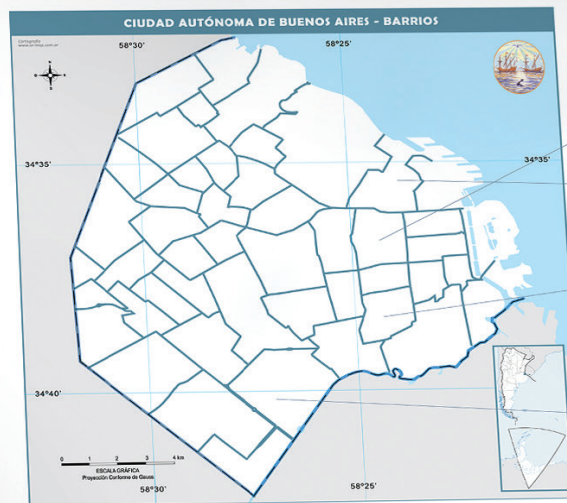 CIUDAD AUTÓNOMA DE BUENOS AIRES - BARRIOS
58°30' 58°25'
34°35' 34°35'
34°40'
0 1 2 3 4 km
ESCALA GRÁFICA
Proyección Conforme de Gauss
58°30' 58°25'